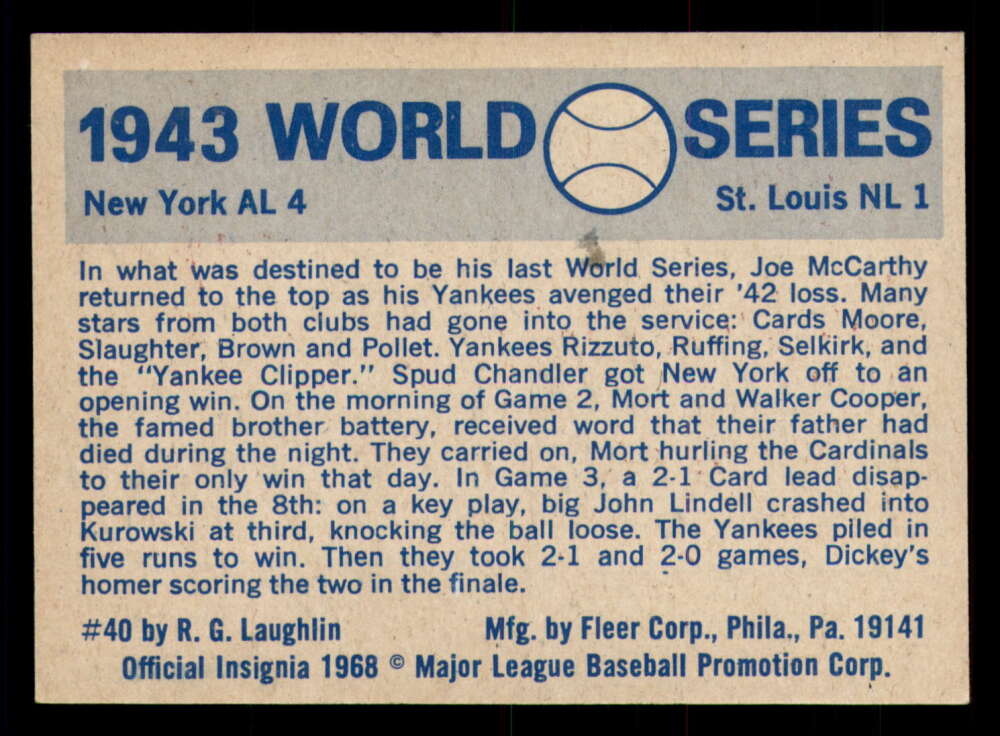 1943 WORLD SERIES
New York AL 4 St. Louis NL 1
In what was destined to be his last World Series, Joe McCarthy
returned to the top as his Yankees avenged their '42 loss. Many
stars from both clubs had gone into the service: Cards Moore,
Slaughter, Brown and Pollet. Yankees Rizzuto, Ruffing, Selkirk, and
the "Yankee Clipper." Spud Chandler got New York off to an
opening win. On the morning of Game 2, Mort and Walker Cooper,
the famed brother battery, received word that their father had
died during the night. They carried on, Mort hurling the Cardinals
to their only win that day. In Game 3, a 2-1 Card lead disap-
peared in the 8th: on a key play, big John Lindell crashed into
Kurowski at third, knocking the ball loose. The Yankees piled in
five runs to win. Then they took 2-1 and 2-0 games, Dickey's
homer scoring the two in the finale.
#40 by R. G. Laughlin Mfg. by Fleer Corp., Phila., Pa. 19141
Official Insignia 1968 © Major League Baseball Promotion Corp.